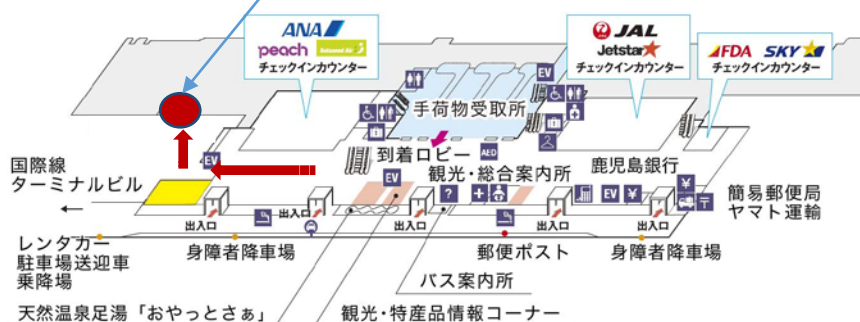 ANA
peach
チェックインカウンター
JAL
Jetstar
チェックインカウンター
FDA SKY
チェックインカウンター
EV
手荷物受取所
到着ロビー
AED
EV
国際線
ターミナルビル
EV
観光・総合案内所
鹿児島銀行
?
EV
¥
¥
〒
簡易郵便局
ヤマト運輸
出入口
出入口
出入口
出入口
出入口
レンタカー
駐車場送迎車
乗降場
身障者降車場
郵便ポスト
身障者降車場
バス案内所
天然温泉足湯「おやっとさぁ」
観光・特産品情報コーナー